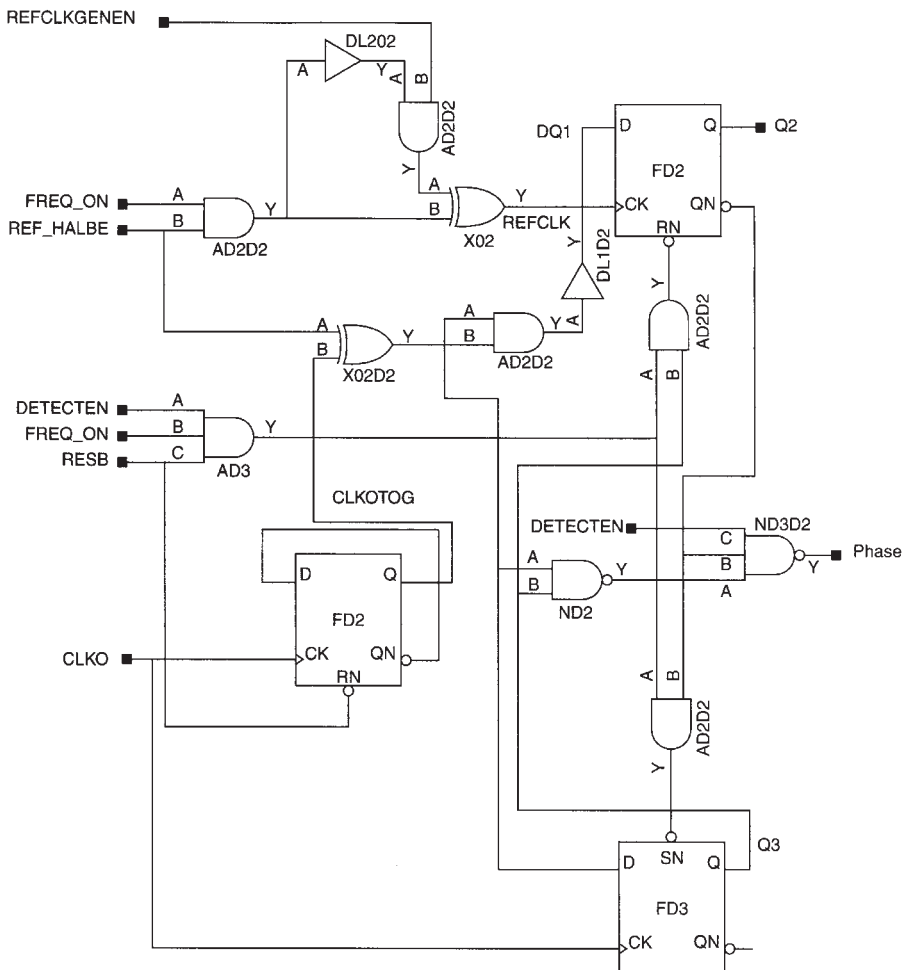 REFCLKGENEN
DL202
A Y A B
AD2D2
Y
FREQ_ON A
REF_HALBE B
Y
AD2D2
A
B
Y
X02
REFCLK
DQ1
D Q Q2
FD2
CK QN
RN
Y
DL1D2
A
Y
AD2D2
A B
A
B
Y
X02D2
A
B
Y
AD2D2
DETECTEN A
FREQ_ON B
RESB C
Y
AD3
CLKOTOG
D Q
FD2
CK QN
RN
CLKO
DETECTEN
ND3D2
C
B
A
Y
Phase
A
B
Y
ND2
A B
AD2D2
Y
SN
D Q Q3
FD3
CK QN